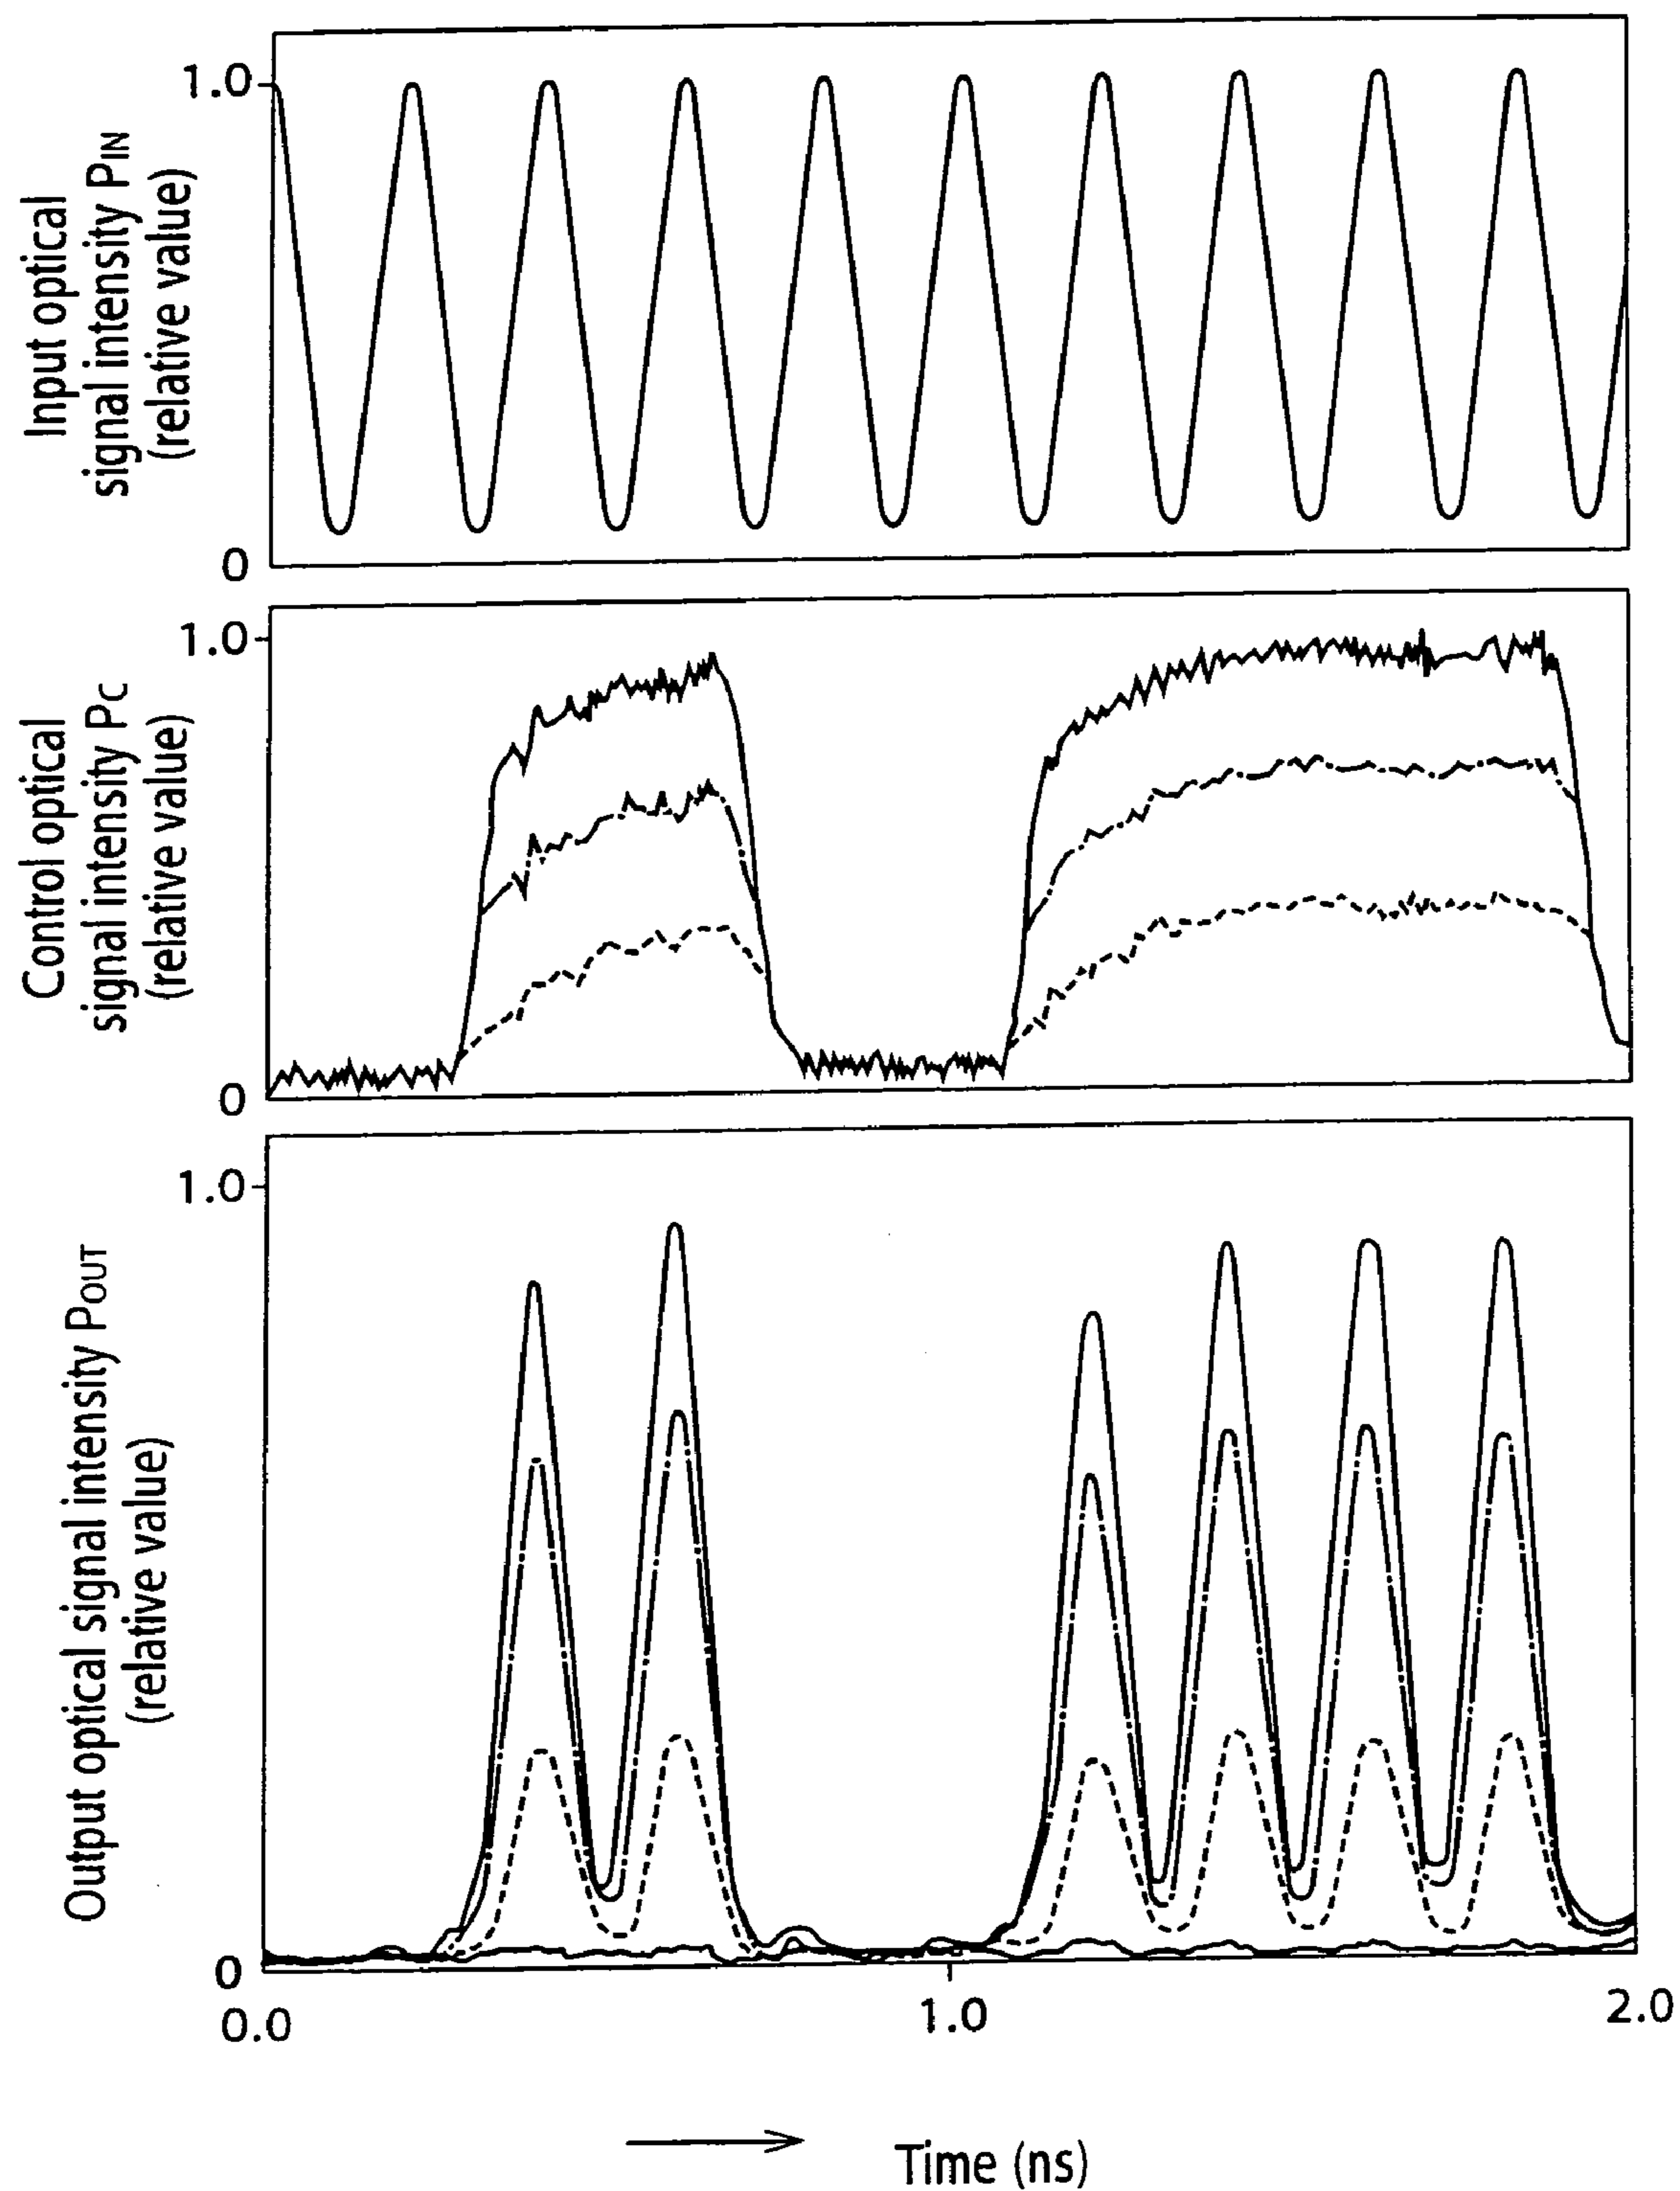 Input optical
signal intensity PIN
(relative value)
1.0
0
Control optical
signal intensity PC
(relative value)
1.0
0
Output optical signal intensity POUT
(relative value)
1.0
0
0.0
1.0
2.0
Time (ns)